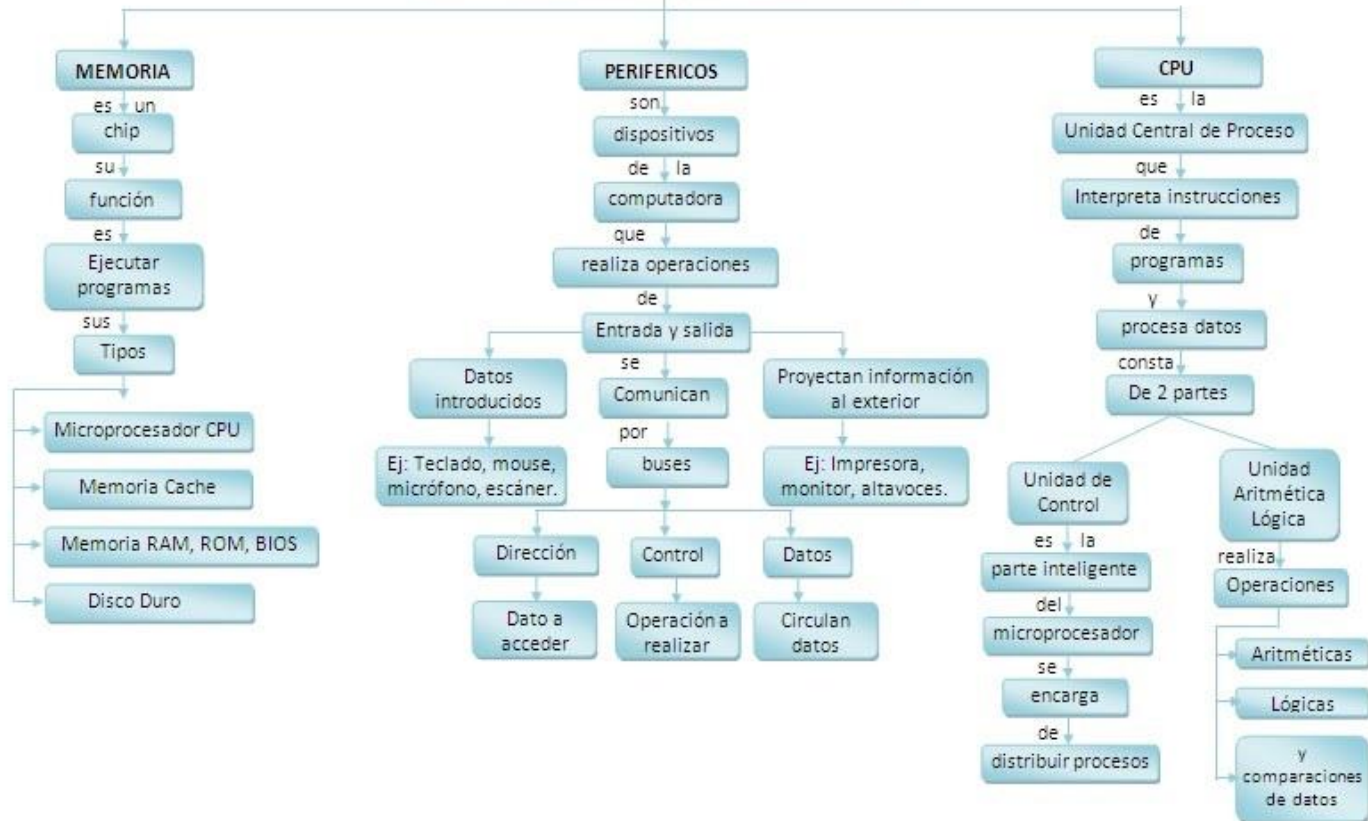 MEMORIA
es un
chip
su
función
es
Ejecutar
programas
sus
Tipos
Microprocesador CPU
Memoria Cache
Memoria RAM, ROM, BIOS
Disco Duro
PERIFERICOS
son
dispositivos
de la
computadora
que
realiza operaciones
de
Entrada y salida
Datos
introducidos
Ej: Teclado, mouse,
micrófono, escáner.
se
Comunican
por
buses
Proyectan información
al exterior
Ej: Impresora,
monitor, altavoces.
Dirección
Dato a
acceder
Control
Operación a
realizar
Datos
Circulan
datos
CPU
es la
Unidad Central de Proceso
que
Interpreta instrucciones
de
programas
y
procesa datos
consta
De 2 partes
Unidad de
Control
es la
parte inteligente
del
microprocesador
se
encarga
de
distribuir procesos
Unidad
Aritmética
Lógica
realiza
Operaciones
Aritméticas
Lógicas
y
comparaciones
de datos